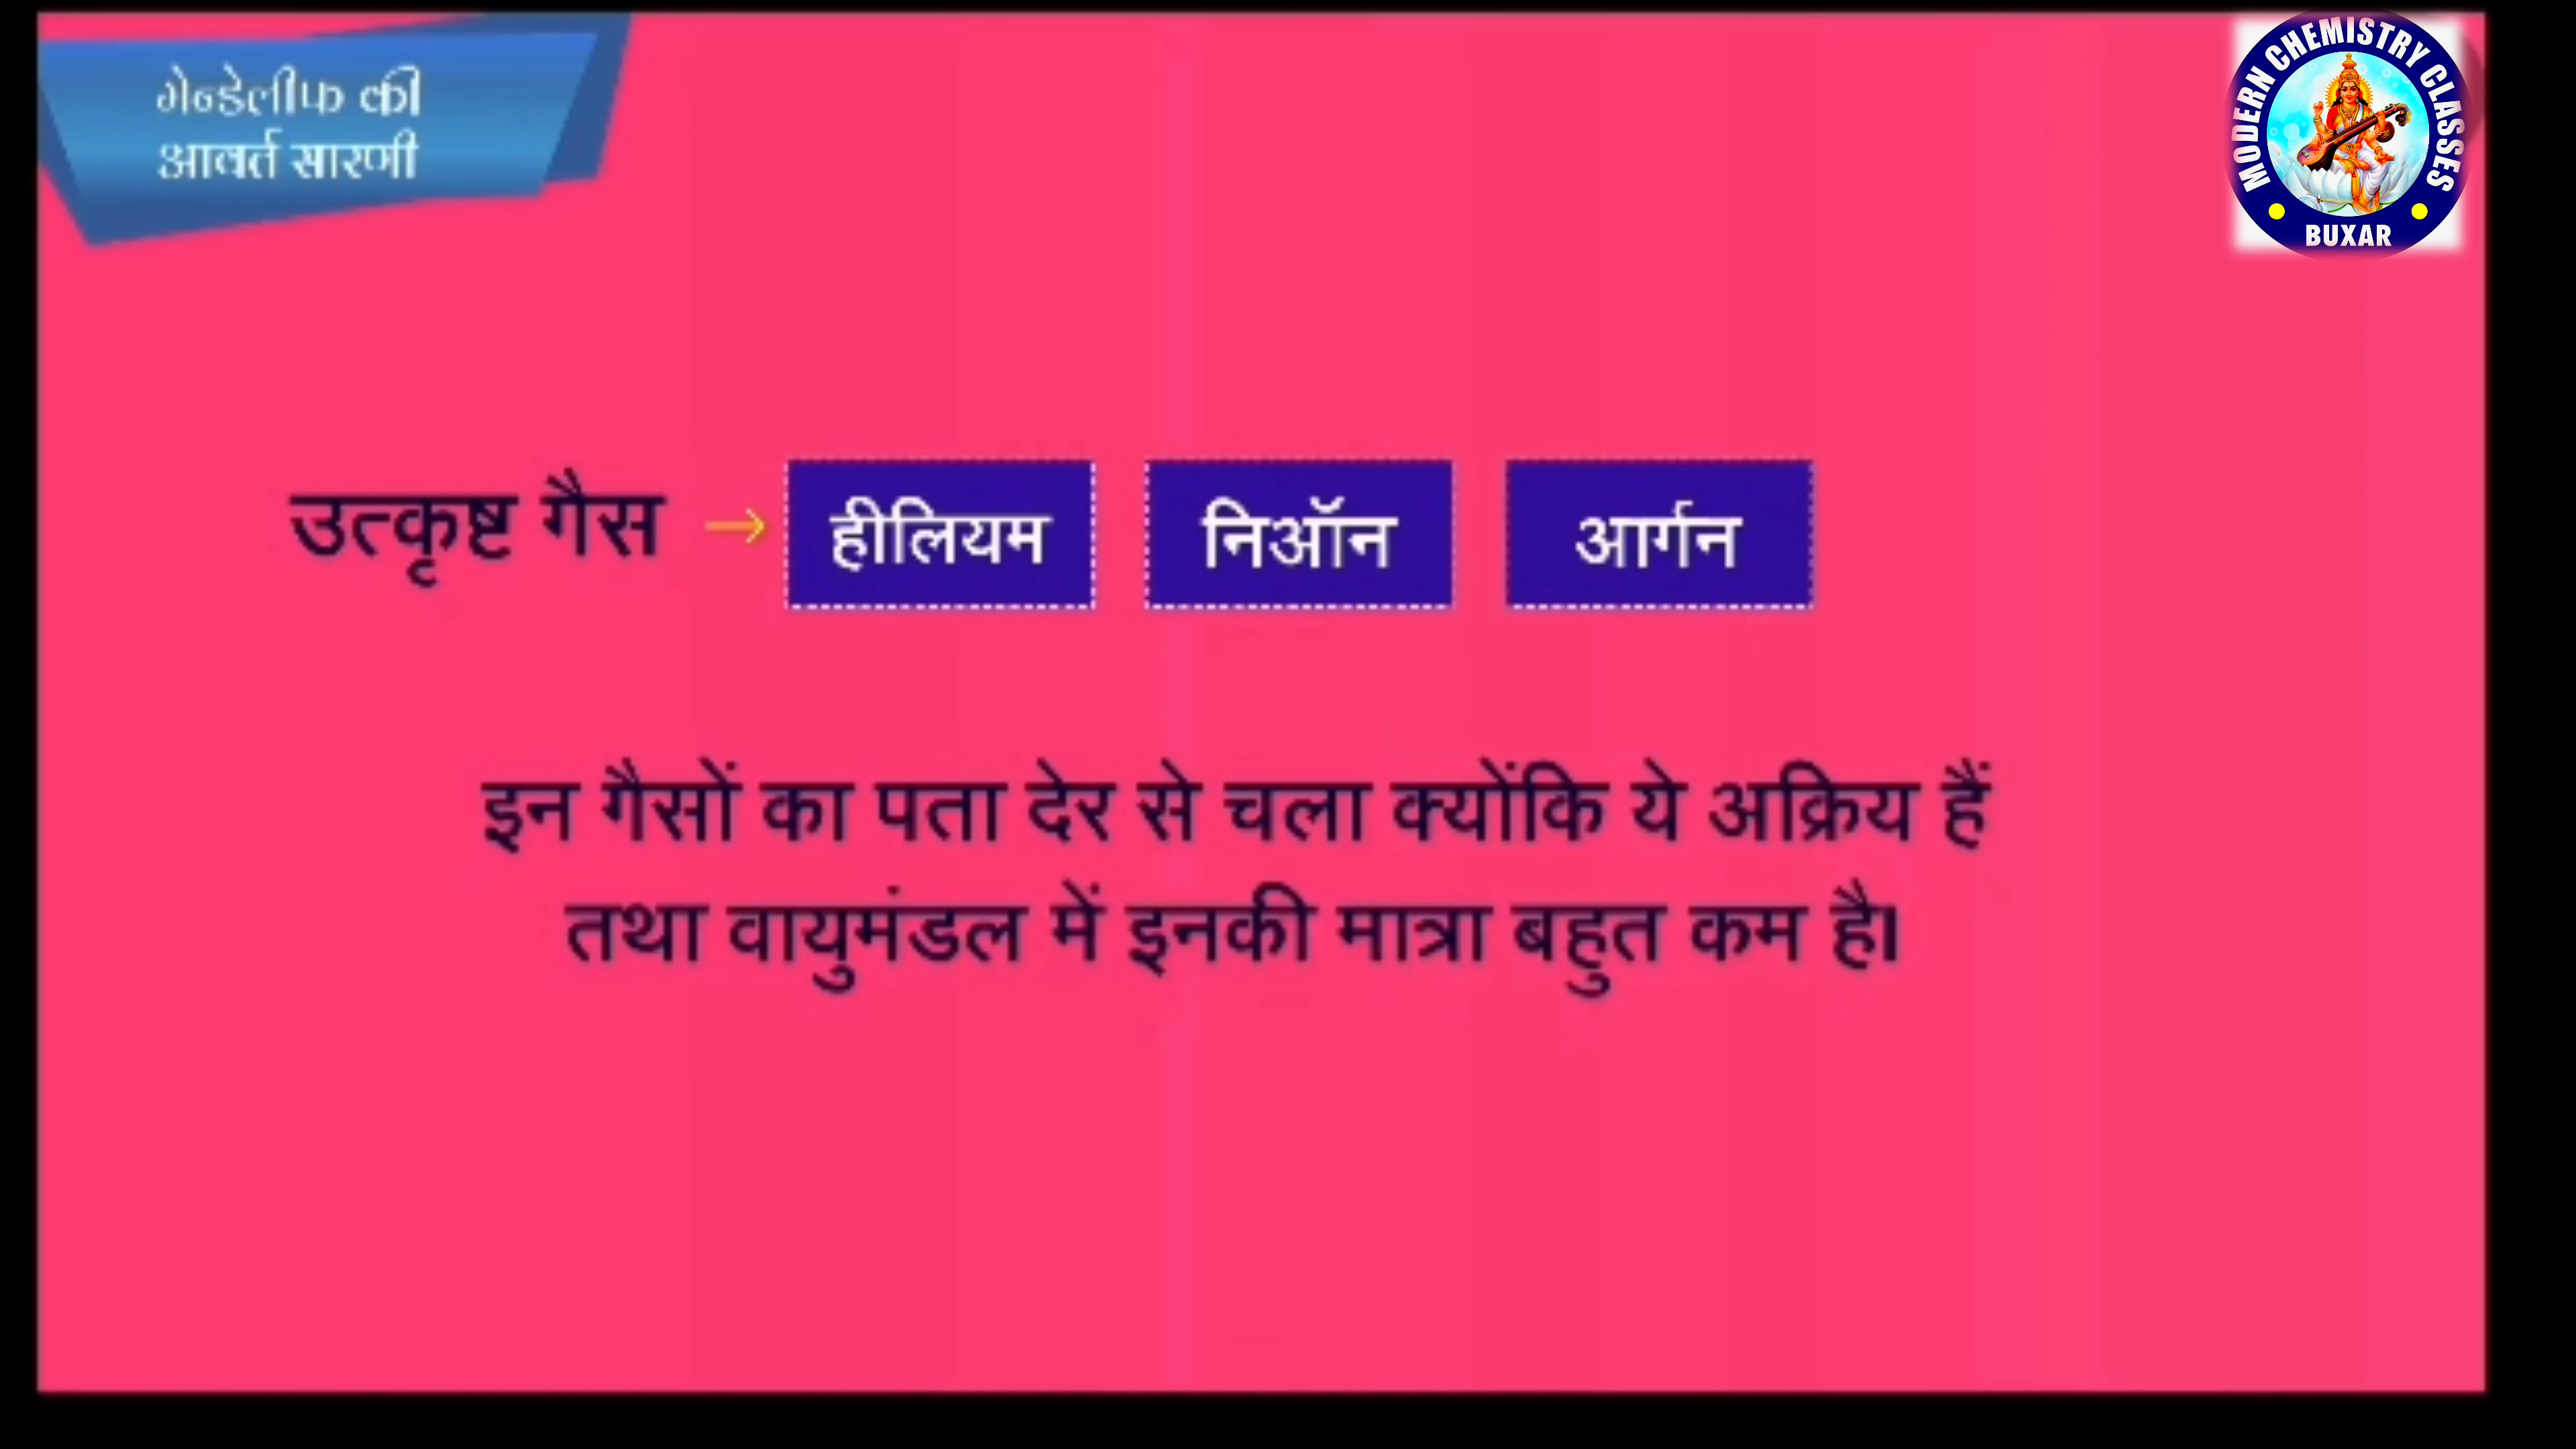 मेन्डेलीफ की
आवर्त सारणी
MODERN CHEMISTRY CLASSES
BUXAR
उत्कृष्ट गैस → हीलियम निऑन आर्गन
इन गैसों का पता देर से चला क्योंकि ये अक्रिय हैं
तथा वायुमंडल में इनकी मात्रा बहुत कम है।